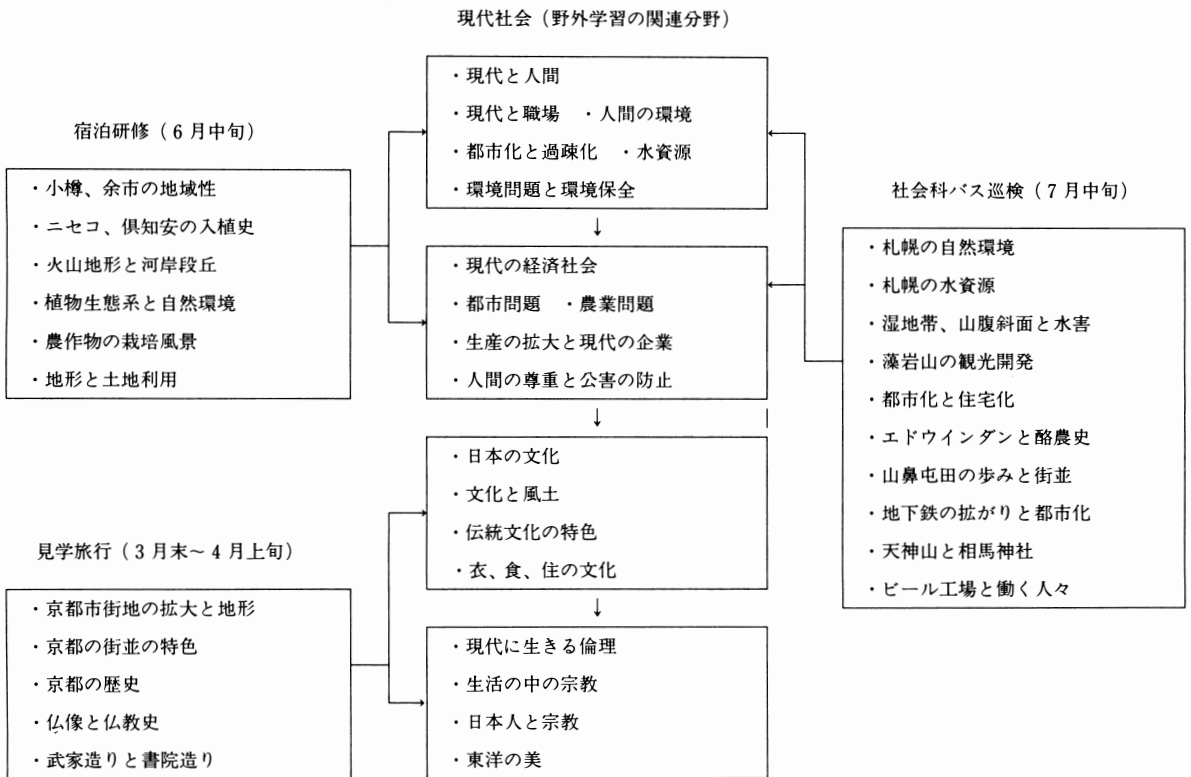 現代社会（野外学習の関連分野）
・現代と人間
・現代と職場　・人間の環境
・都市化と過疎化　・水資源
・環境問題と環境保全
↓
・現代の経済社会
・都市問題　・農業問題
・生産の拡大と現代の企業
・人間の尊重と公害の防止
↓
・日本の文化
・文化と風土
・伝統文化の特色
・衣、食、住の文化
↓
・現代に生きる倫理
・生活の中の宗教
・日本人と宗教
・東洋の美
宿泊研修（6月中旬）
・小樽、余市の地域性
・ニセコ、倶知安の入植史
・火山地形と河岸段丘
・植物生態系と自然環境
・農作物の栽培風景
・地形と土地利用
見学旅行（3月末～4月上旬）
・京都市街地の拡大と地形
・京都の街並の特色
・京都の歴史
・仏像と仏教史
・武家造りと書院造り
社会科バス巡検（7月中旬）
・札幌の自然環境
・札幌の水資源
・湿地帯、山腹斜面と水害
・藻岩山の観光開発
・都市化と住宅化
・エドウインダンと酪農史
・山鼻屯田の歩みと街並
・地下鉄の拡がりと都市化
・天神山と相馬神社
・ビール工場と働く人々